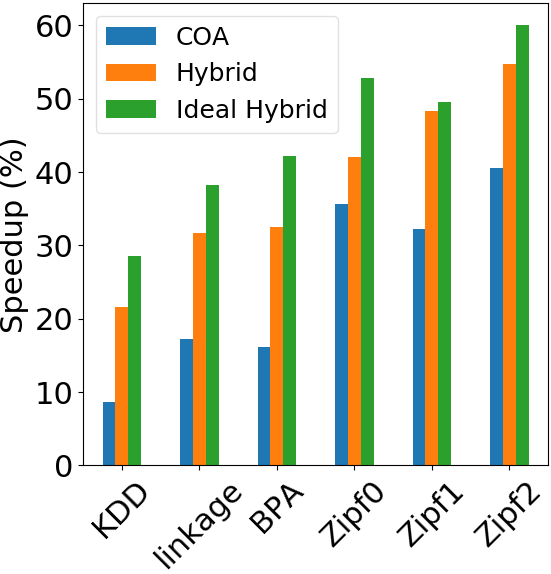 COA
Hybrid
Ideal Hybrid
Speedup (%)
60
50
40
30
20
10
0
KDD
linkage
BPA
Zipf0
Zipf1
Zipf2